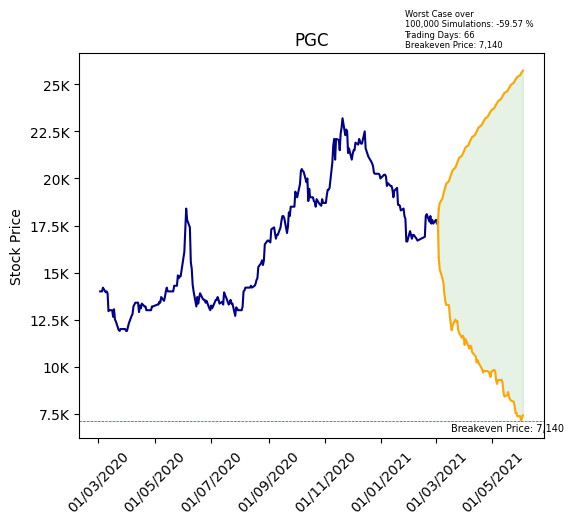 Worst Case over
100,000 Simulations: -59.57 %
Trading Days: 66
Breakeven Price: 7,140
PGC
Stock Price
25K
22.5K
20K
17.5K
15K
12.5K
10K
7.5K
Breakeven Price: 7,140
01/03/2020
01/05/2020
01/07/2020
01/09/2020
01/11/2020
01/01/2021
01/03/2021
01/05/2021